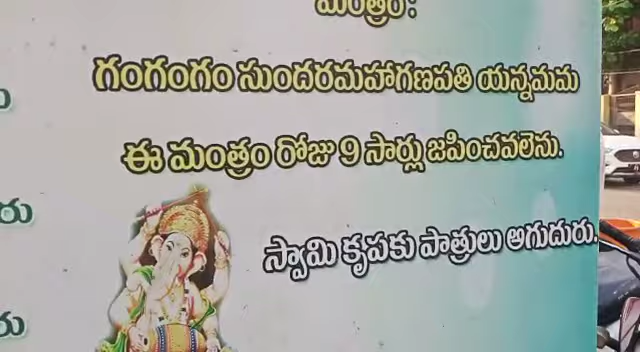 మంత్రం:
గంగంగం సుందరమహాగణపతి యన్నమమ
ఈ మంత్రం రోజు 9 సార్లు జపించవలెను.
స్వామి కృపకు పాత్రులు అగుదురు.
రు
రు